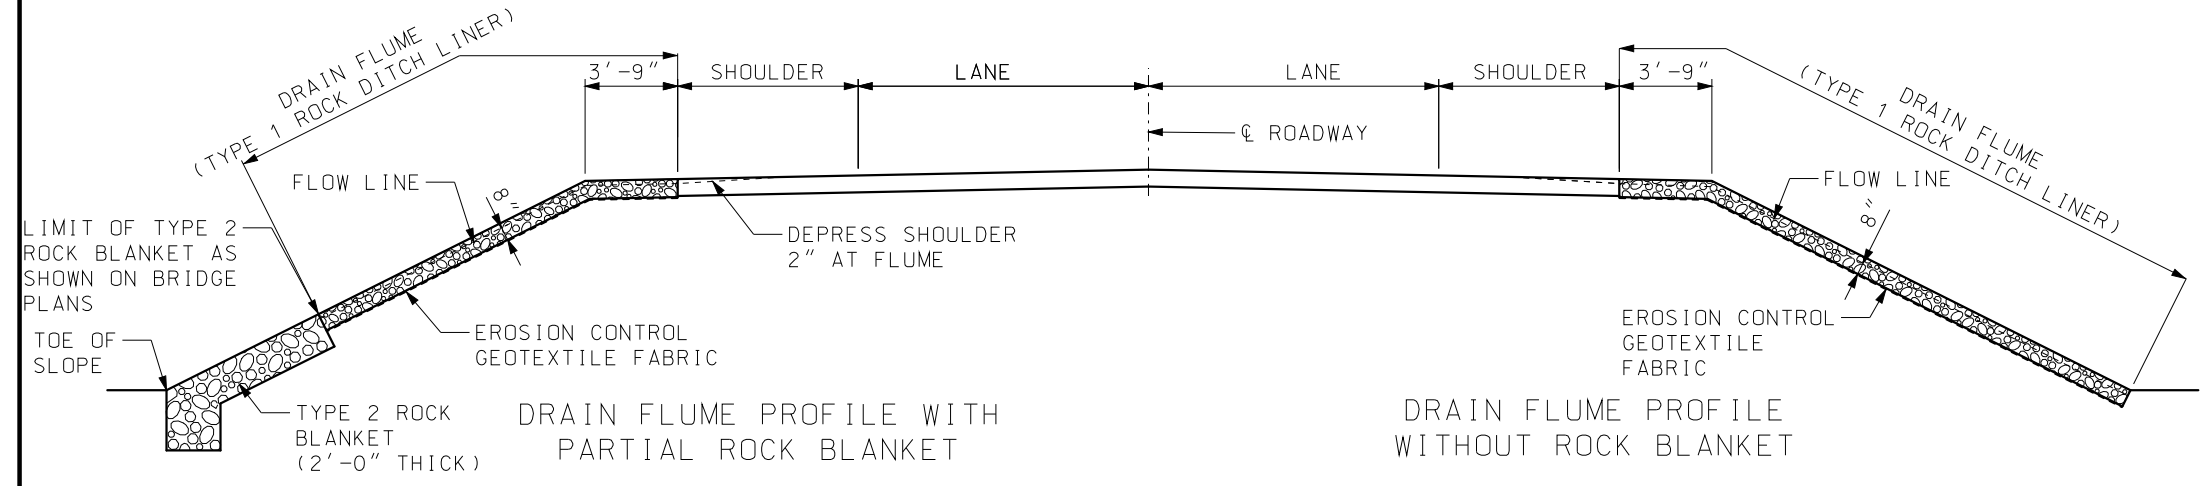 DRAIN FLUME
(TYPE 1 ROCK DITCH LINER)
3'-9"
SHOULDER
LANE
LANE
SHOULDER
3'-9"
DRAIN FLUME
(TYPE 1 ROCK DITCH LINER)
℄ ROADWAY
FLOW LINE
8"
FLOW LINE
8"
LIMIT OF TYPE 2
ROCK BLANKET AS
SHOWN ON BRIDGE
PLANS
DEPRESS SHOULDER
2" AT FLUME
TOE OF
SLOPE
EROSION CONTROL
GEOTEXTILE FABRIC
EROSION CONTROL
GEOTEXTILE
FABRIC
TYPE 2 ROCK
BLANKET
(2'-0" THICK)
DRAIN FLUME PROFILE WITH
PARTIAL ROCK BLANKET
DRAIN FLUME PROFILE
WITHOUT ROCK BLANKET